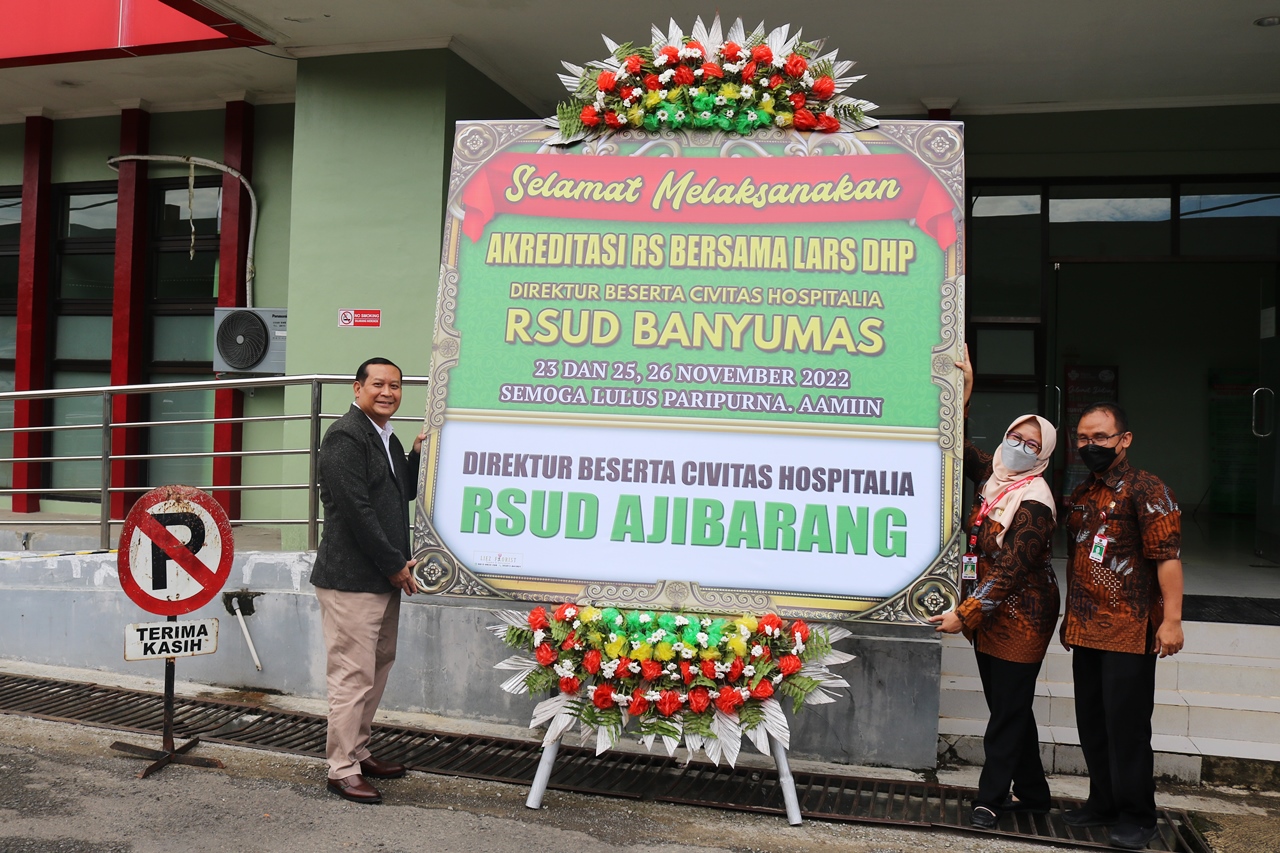 Selamat Melaksanakan
AKREDITASI RS BERSAMA LARS DHP
DIREKTUR BESERTA CIVITAS HOSPITALIA
RSUD BANYUMAS
23 DAN 25, 26 NOVEMBER 2022
SEMOGA LULUS PARIPURNA. AAMIIN
DIREKTUR BESERTA CIVITAS HOSPITALIA
RSUD AJIBARANG
NO SMOKING
P
TERIMA
KASIH